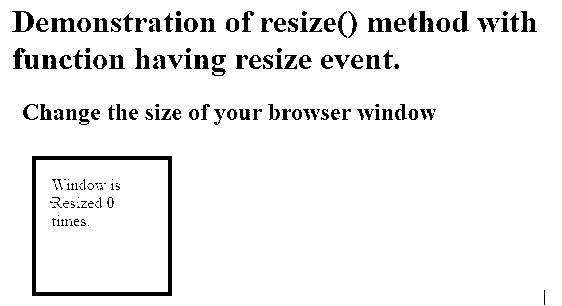 Demonstration of resize() method with
function having resize event.
Change the size of your browser window
Window is
Resized 0
times.